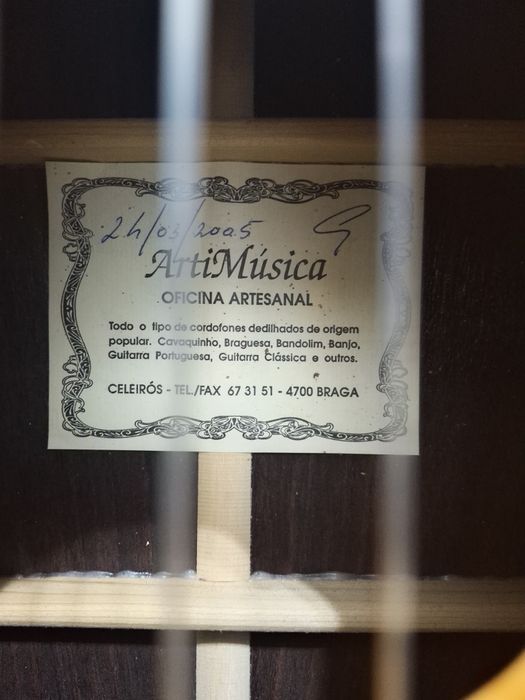 24/03/2005
ArtiMúsica
OFICINA ARTESANAL
Todo o tipo de cordofones dedilhados de origem
popular. Cavaquinho, Braguesa, Bandolim, Banjo,
Guitarra Portuguesa, Guitarra Clássica e outros.
CELEIRÓS - TEL./FAX 67 31 51 - 4700 BRAGA